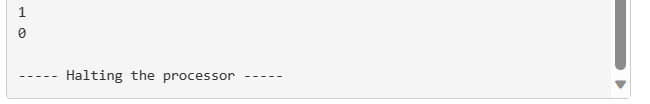 1
0
----- Halting the processor -----